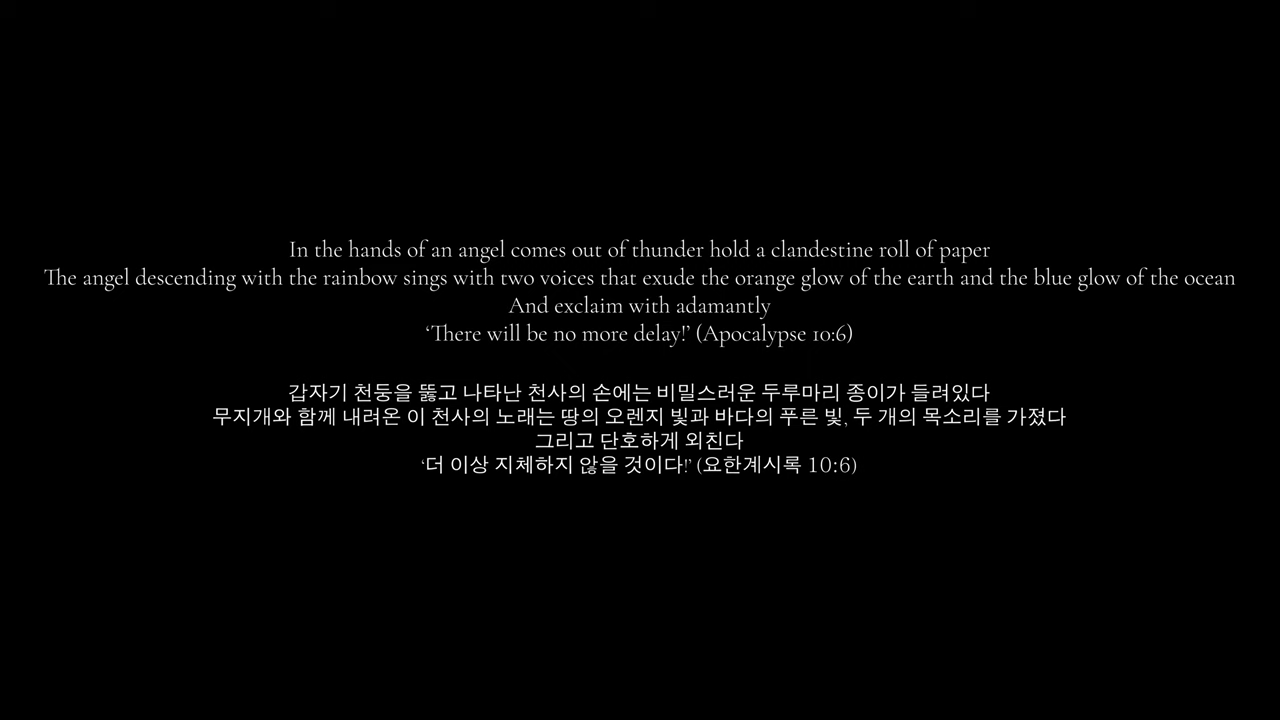 In the hands of an angel comes out of thunder hold a clandestine roll of paper
The angel descending with the rainbow sings with two voices that exude the orange glow of the earth and the blue glow of the ocean
And exclaim with adamantly
‘There will be no more delay!’ (Apocalypse 10:6)
갑자기 천둥을 뚫고 나타난 천사의 손에는 비밀스러운 두루마리 종이가 들려있다
무지개와 함께 내려온 이 천사의 노래는 땅의 오렌지 빛과 바다의 푸른 빛, 두 개의 목소리를 가졌다
그리고 단호하게 외친다
‘더 이상 지체하지 않을 것이다!’ (요한계시록 10:6)